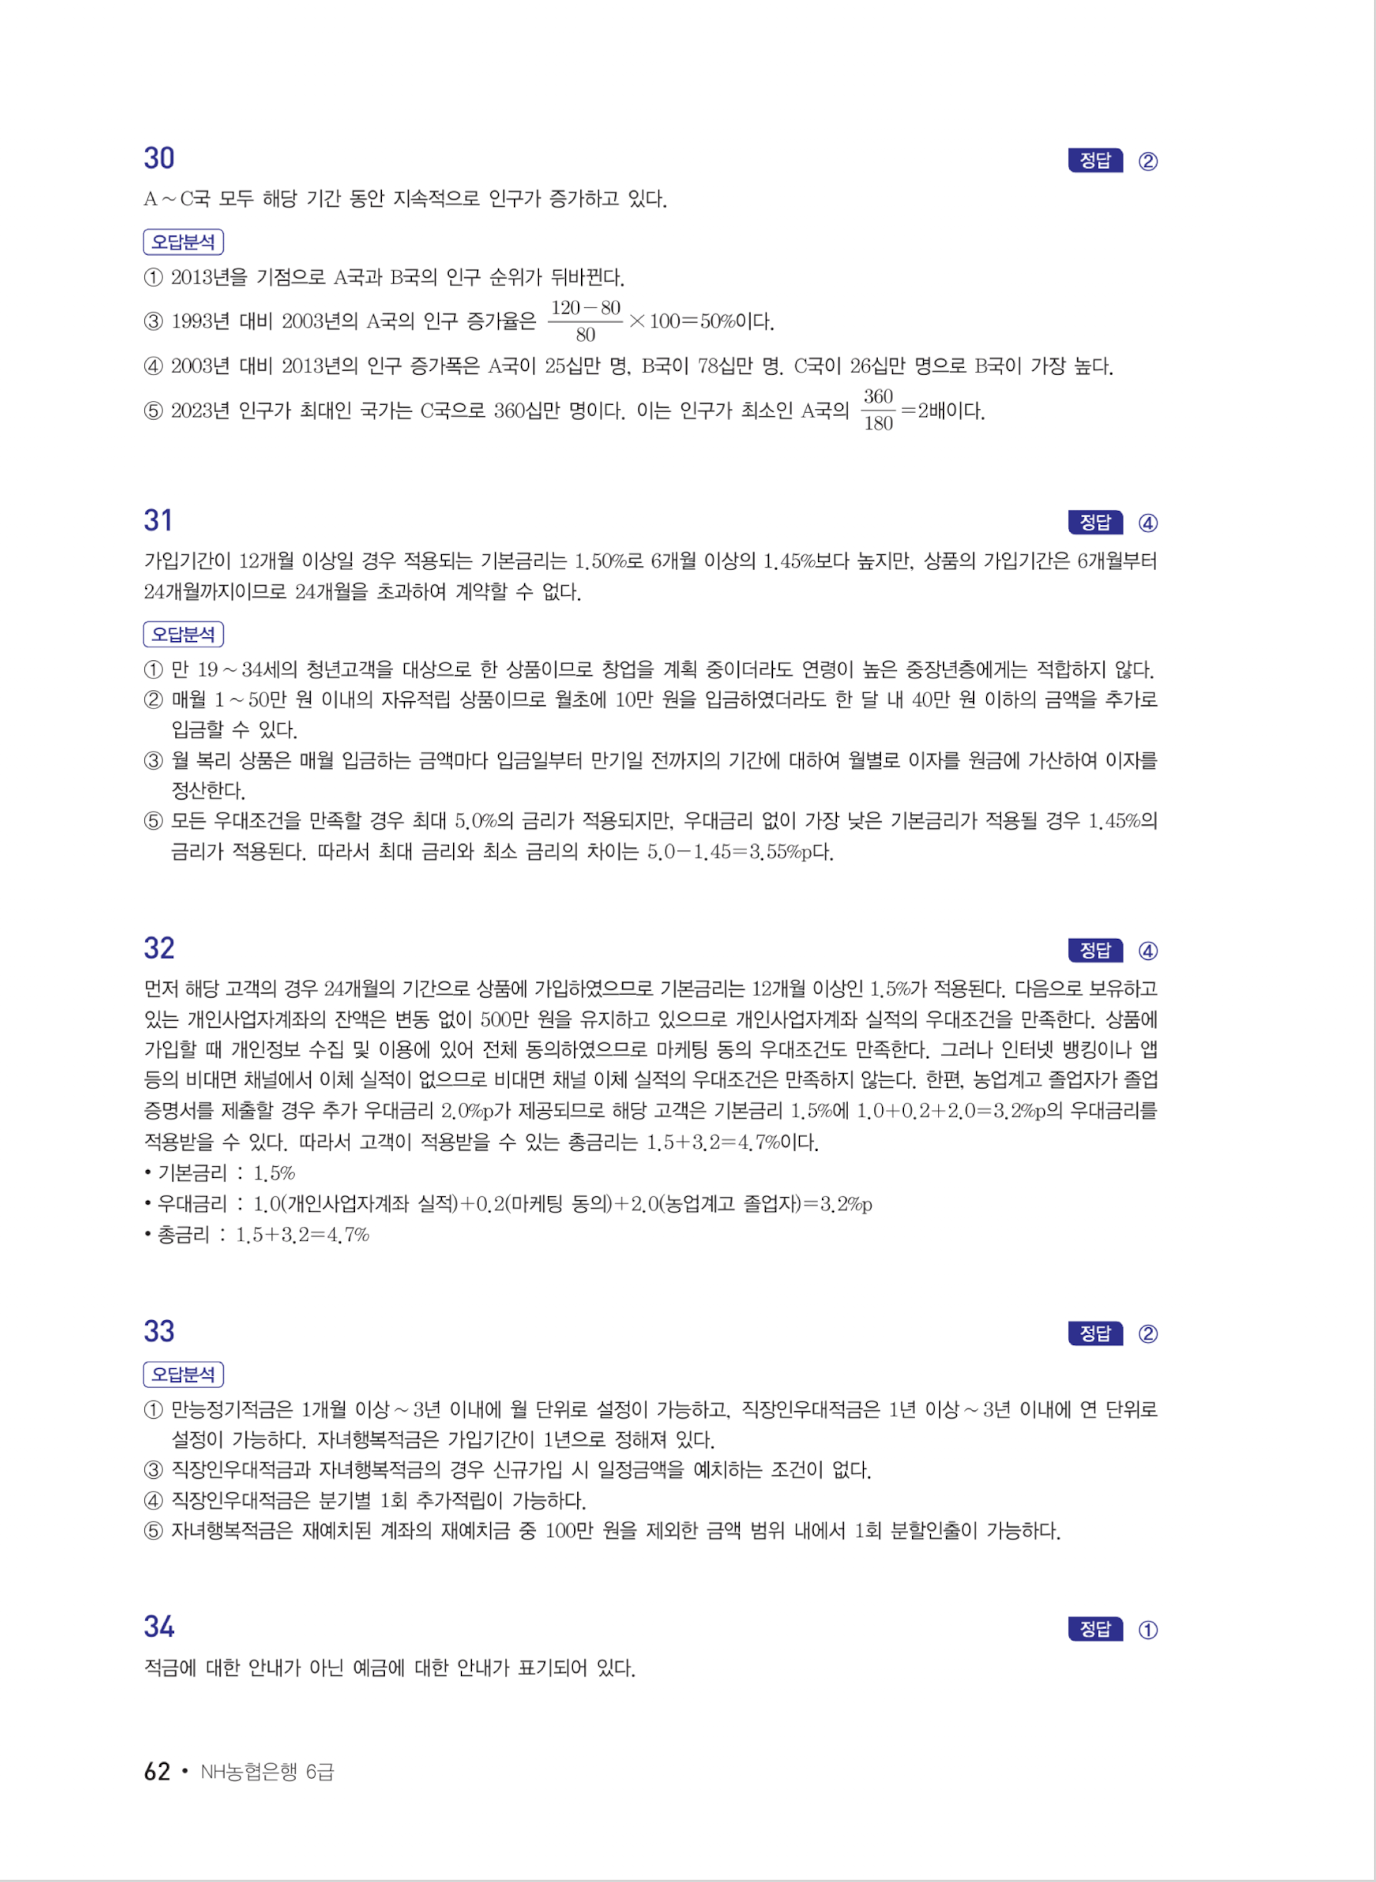 30 정답 ②
A~C국 모두 해당 기간 동안 지속적으로 인구가 증가하고 있다.
오답분석
① 2013년을 기점으로 A국과 B국의 인구 순위가 뒤바뀐다.
③ 1993년 대비 2003년의 A국의 인구 증가율은 (120-80)/80×100=50%이다.
④ 2003년 대비 2013년의 인구 증가폭은 A국이 25십만 명, B국이 78십만 명, C국이 26십만 명으로 B국이 가장 높다.
⑤ 2023년 인구가 최대인 국가는 C국으로 360십만 명이다. 이는 인구가 최소인 A국의 360/180=2배이다.
31 정답 ④
가입기간이 12개월 이상일 경우 적용되는 기본금리는 1.50%로 6개월 이상의 1.45%보다 높지만, 상품의 가입기간은 6개월부터
24개월까지이므로 24개월을 초과하여 계약할 수 없다.
오답분석
① 만 19~34세의 청년고객을 대상으로 한 상품이므로 창업을 계획 중이더라도 연령이 높은 중장년층에게는 적합하지 않다.
② 매월 1~50만 원 이내의 자유적립 상품이므로 월초에 10만 원을 입금하였더라도 한 달 내 40만 원 이하의 금액을 추가로
입금할 수 있다.
③ 월 복리 상품은 매월 입금하는 금액마다 입금일부터 만기일 전까지의 기간에 대하여 월별로 이자를 원금에 가산하여 이자를
정산한다.
⑤ 모든 우대조건을 만족할 경우 최대 5.0%의 금리가 적용되지만, 우대금리 없이 가장 낮은 기본금리가 적용될 경우 1.45%의
금리가 적용된다. 따라서 최대 금리와 최소 금리의 차이는 5.0-1.45=3.55%p다.
32 정답 ④
먼저 해당 고객의 경우 24개월의 기간으로 상품에 가입하였으므로 기본금리는 12개월 이상인 1.5%가 적용된다. 다음으로 보유하고
있는 개인사업자계좌의 잔액은 변동 없이 500만 원을 유지하고 있으므로 개인사업자계좌 실적의 우대조건을 만족한다. 상품에
가입할 때 개인정보 수집 및 이용에 있어 전체 동의하였으므로 마케팅 동의 우대조건도 만족한다. 그러나 인터넷 뱅킹이나 앱
등의 비대면 채널에서 이체 실적이 없으므로 비대면 채널 이체 실적의 우대조건은 만족하지 않는다. 한편, 농업계고 졸업자가 졸업
증명서를 제출할 경우 추가 우대금리 2.0%p가 제공되므로 해당 고객은 기본금리 1.5%에 1.0+0.2+2.0=3.2%p의 우대금리를
적용받을 수 있다. 따라서 고객이 적용받을 수 있는 총금리는 1.5+3.2=4.7%이다.
• 기본금리 : 1.5%
• 우대금리 : 1.0(개인사업자계좌 실적)+0.2(마케팅 동의)+2.0(농업계고 졸업자)=3.2%p
• 총금리 : 1.5+3.2=4.7%
33 정답 ②
오답분석
① 만능정기적금은 1개월 이상~3년 이내에 월 단위로 설정이 가능하고, 직장인우대적금은 1년 이상~3년 이내에 연 단위로
설정이 가능하다. 자녀행복적금은 가입기간이 1년으로 정해져 있다.
③ 직장인우대적금과 자녀행복적금의 경우 신규가입 시 일정금액을 예치하는 조건이 없다.
④ 직장인우대적금은 분기별 1회 추가적립이 가능하다.
⑤ 자녀행복적금은 재예치된 계좌의 재예치금 중 100만 원을 제외한 금액 범위 내에서 1회 분할인출이 가능하다.
34 정답 ①
적금에 대한 안내가 아닌 예금에 대한 안내가 표기되어 있다.
62 • NH농협은행 6급